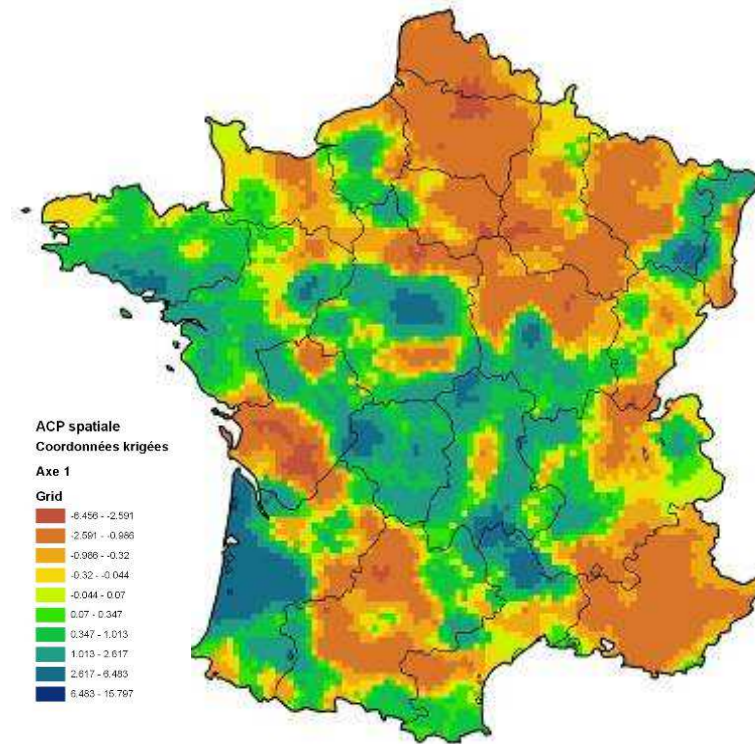 ACP spatiale
Coordonnées krigées
Axe 1
Grid
-6.456 - -2.591
-2.591 - -0.986
-0.986 - -0.32
-0.32 - -0.044
-0.044 - 0.07
0.07 - 0.347
0.347 - 1.013
1.013 - 2.617
2.617 - 6.483
6.483 - 15.797